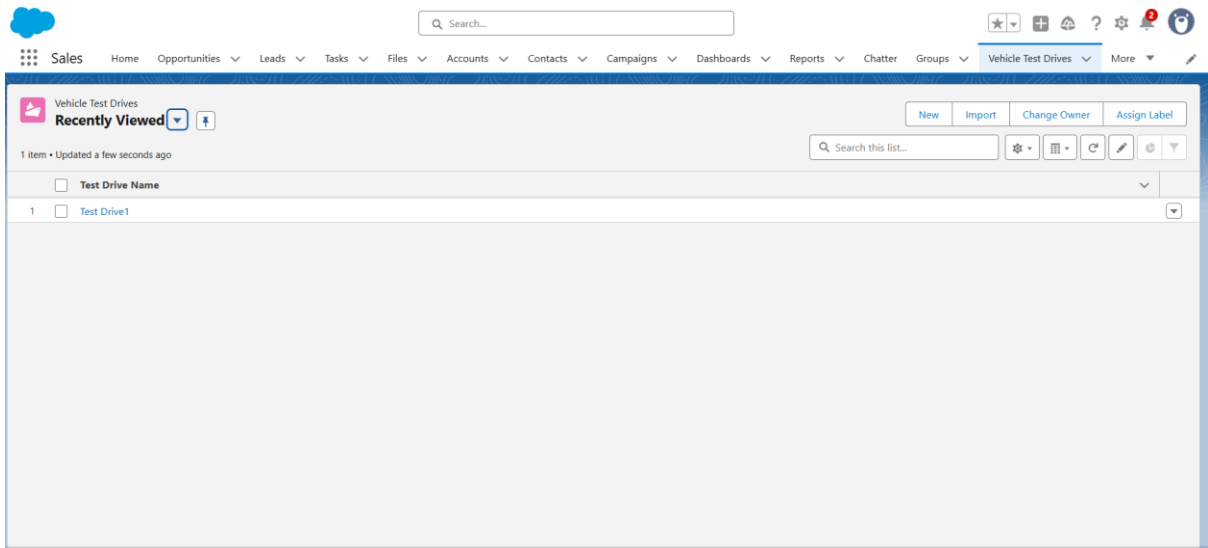 Search...
2
Sales Home Opportunities Leads Tasks Files Accounts Contacts Campaigns Dashboards Reports Chatter Groups Vehicle Test Drives More
Vehicle Test Drives
Recently Viewed
New Import Change Owner Assign Label
1 item • Updated a few seconds ago
Search this list...
Test Drive Name
1 Test Drive1